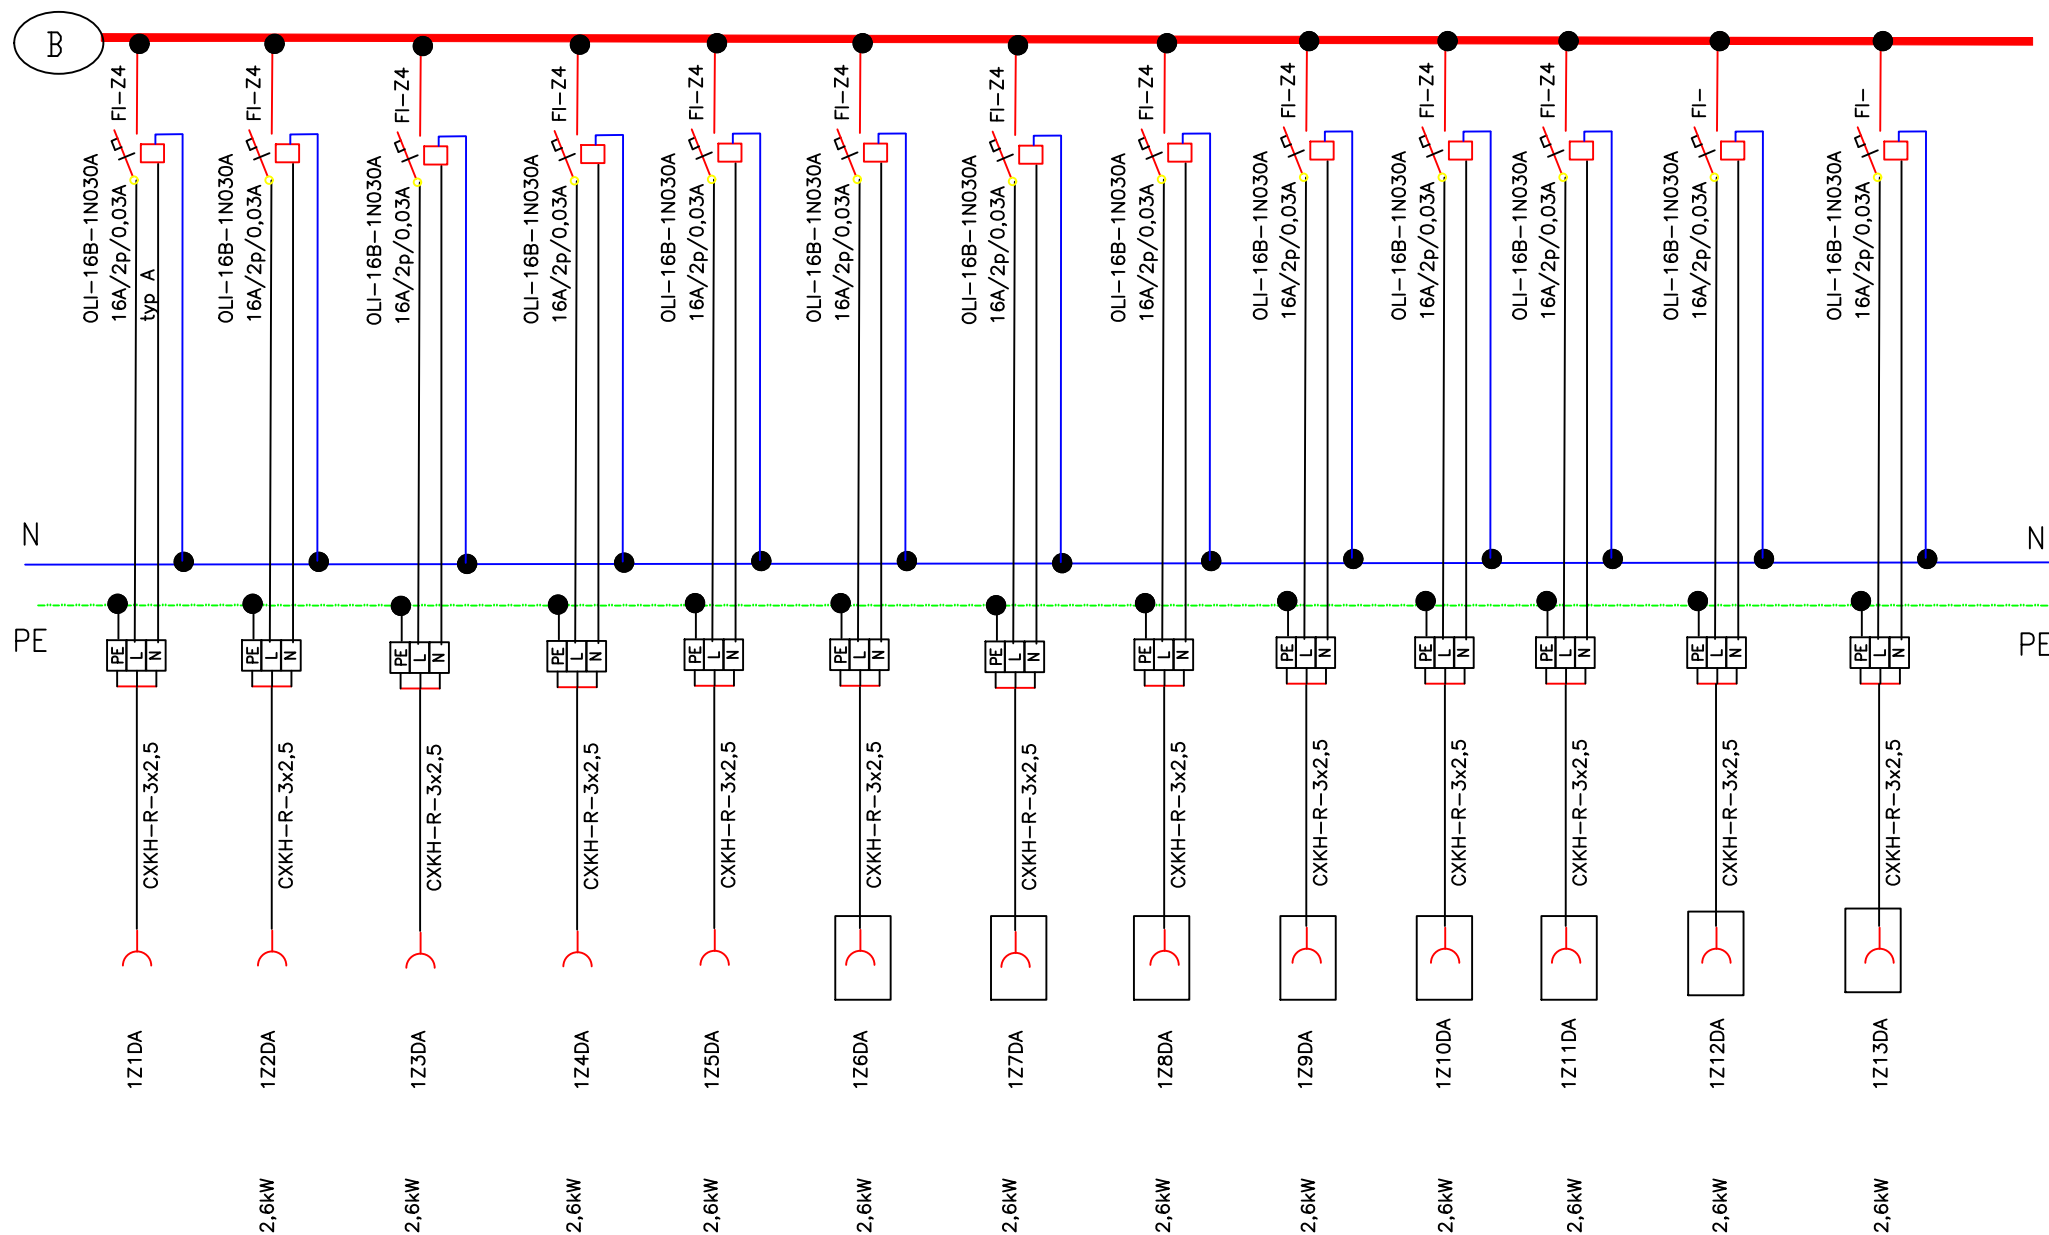 B
FI-Z4
OLI-16B-1N030A
16A/2p/0,03A
typ A
FI-Z4
OLI-16B-1N030A
16A/2p/0,03A
FI-Z4
OLI-16B-1N030A
16A/2p/0,03A
FI-Z4
OLI-16B-1N030A
16A/2p/0,03A
FI-Z4
OLI-16B-1N030A
16A/2p/0,03A
FI-Z4
OLI-16B-1N030A
16A/2p/0,03A
FI-Z4
OLI-16B-1N030A
16A/2p/0,03A
FI-Z4
OLI-16B-1N030A
16A/2p/0,03A
FI-Z4
OLI-16B-1N030A
16A/2p/0,03A
FI-Z4
OLI-16B-1N030A
16A/2p/0,03A
FI-Z4
OLI-16B-1N030A
16A/2p/0,03A
FI-
OLI-16B-1N030A
16A/2p/0,03A
FI-
OLI-16B-1N030A
16A/2p/0,03A
N
N
PE
PE
PE L N
PE L N
PE L N
PE L N
PE L N
PE L N
PE L N
PE L N
PE L N
PE L N
PE L N
PE L N
PE L N
CXKH-R-3x2,5
CXKH-R-3x2,5
CXKH-R-3x2,5
CXKH-R-3x2,5
CXKH-R-3x2,5
CXKH-R-3x2,5
CXKH-R-3x2,5
CXKH-R-3x2,5
CXKH-R-3x2,5
CXKH-R-3x2,5
CXKH-R-3x2,5
CXKH-R-3x2,5
CXKH-R-3x2,5
1Z1DA
1Z2DA
1Z3DA
1Z4DA
1Z5DA
1Z6DA
1Z7DA
1Z8DA
1Z9DA
1Z10DA
1Z11DA
1Z12DA
1Z13DA
2,6kW
2,6kW
2,6kW
2,6kW
2,6kW
2,6kW
2,6kW
2,6kW
2,6kW
2,6kW
2,6kW
2,6kW